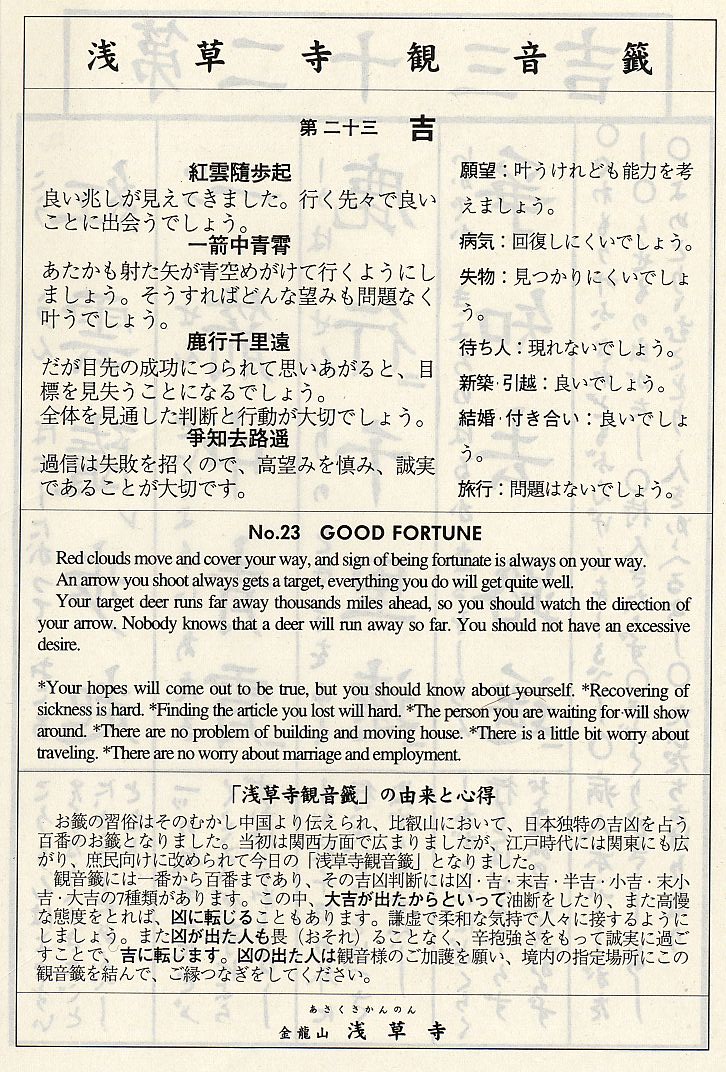 浅草寺観音籤
第二十三 吉
紅雲隨歩起
良い兆しが見えてきました。行く先々で良い
ことに出会うでしょう。
一箭中青霄
あたかも射た矢が青空めがけて行くようにし
ましょう。そうすればどんな望みも問題なく
叶うでしょう。
鹿行千里遠
だが目先の成功につられて思いあがると、目
標を見失うことになるでしょう。
全体を見通した判断と行動が大切でしょう。
爭知去路遥
過信は失敗を招くので、高望みを慎み、誠実
であることが大切です。
願望：叶うけれども能力を考
えましょう。
病気：回復しにくいでしょう。
失物：見つかりにくいでしょ
う。
待ち人：現れないでしょう。
新築·引越：良いでしょう。
結婚·付き合い：良いでしょ
う。
旅行：問題はないでしょう。
No.23 GOOD FORTUNE
Red clouds move and cover your way, and sign of being fortunate is always on your way.
An arrow you shoot always gets a target, everything you do will get quite well.
Your target deer runs far away thousands miles ahead, so you should watch the direction of
your arrow. Nobody knows that a deer will run away so far. You should not have an excessive
desire.
*Your hopes will come out to be true, but you should know about yourself. *Recovering of
sickness is hard. *Finding the article you lost will hard. *The person you are waiting for will show
around. *There are no problem of building and moving house. *There is a little bit worry about
traveling. *There are no worry about marriage and employment.
「浅草寺観音籤」の由来と心得
お籤の習俗はそのむかし中国より伝えられ、比叡山において、日本独特の吉凶を占う
百番のお籤となりました。当初は関西方面で広まりましたが、江戸時代には関東にも広
がり、庶民向けに改められて今日の「浅草寺観音籤」となりました。
観音籤には一番から百番まであり、その吉凶判断には凶·吉·末吉·半吉·小吉·末小
吉·大吉の7種類があります。この中、大吉が出たからといって油断をしたり、また高慢
な態度をとれば、凶に転じることもあります。謙虚で柔和な気持で人々に接するように
しましょう。また凶が出た人も畏（おそれ）ることなく、辛抱強さをもって誠実に過ご
すことで、吉に転じます。凶の出た人は観音様のご加護を願い、境内の指定場所にこの
観音籤を結んで、ご縁つなぎをしてください。
あさくさかんのん
金龍山 浅草寺